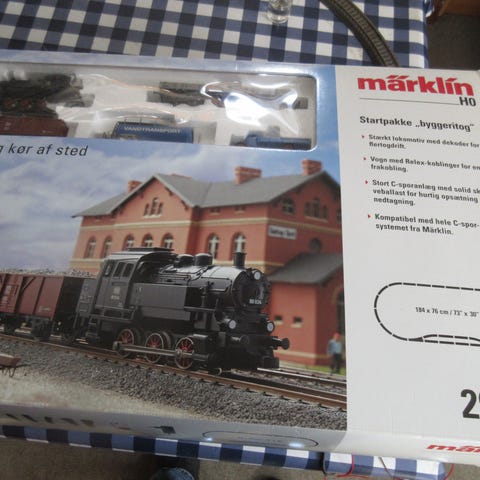 märklin
H0
Startpakke „byggeritog"
Stærkt lokomotiv med dekoder for
flertogdrift.
Vogn med Relex-koblinger for en
frakobling.
Stort C-sporanlæg med solid sk
veballast for hurtig opsætning
nedtagning.
Kompatibel med hele C-spor-
systemet fra Märklin.
VANDTRANSPORT
g kør af sted
184 x 76 cm / 73" x 30"
2
märk